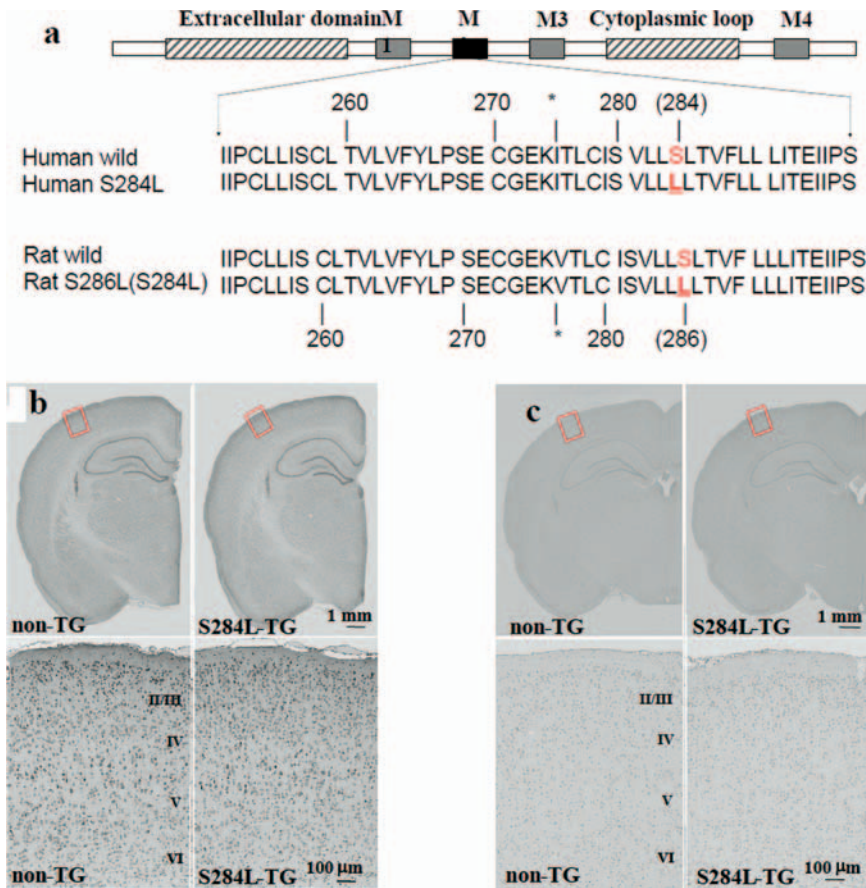 a
Extracellular domain M1 M M3 Cytoplasmic loop M4
260 270 * 280 (284)
Human wild IIPCLLISCL TVLVFYLPSEC CGEKITLCIS VLLSLTVFLL LITEIIPS
Human S284L IIPCLLISCL TVLVFYLPSEC CGEKITLCIS VLLLLTVFLL LITEIIPS
Rat wild IIPCLLIS CLTVLVFYLP SECGEKVTLC ISVLLSLTVF LLLITEIIPS
Rat S286L(S284L) IIPCLLIS CLTVLVFYLP SECGEKVTLC ISVLLLLTVF LLLITEIIPS
260 270 * 280 (286)
b
non-TG S284L-TG 1 mm
II/III
IV
V
VI
non-TG S284L-TG 100 μm
c
non-TG S284L-TG 1 mm
II/III
IV
V
VI
non-TG S284L-TG 100 μm